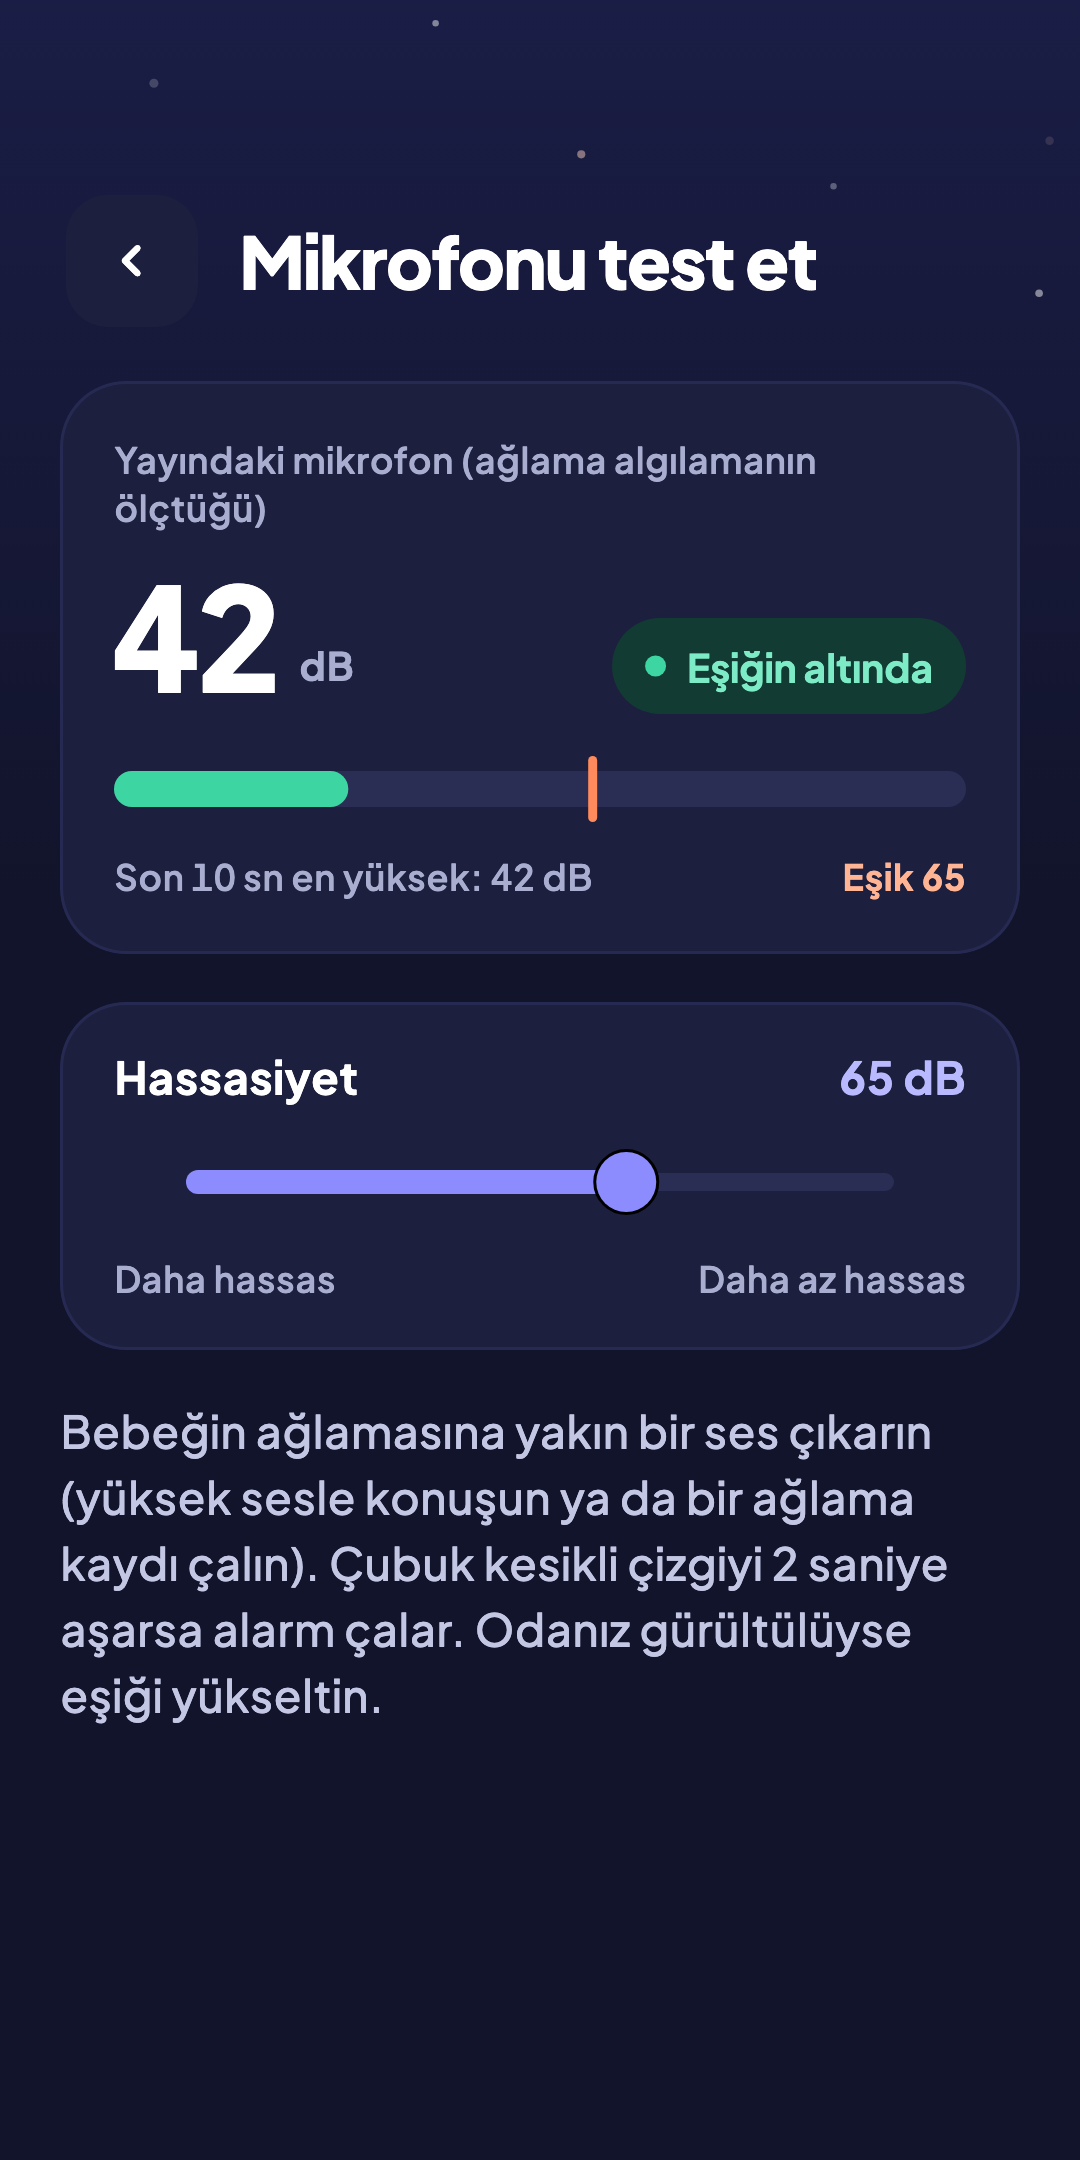 Mikrofonu test et
Yayındaki mikrofon (ağlama algılamanın
ölçtüğü)
42 dB
Eşiğin altında
Son 10 sn en yüksek: 42 dB
Eşik 65
Hassasiyet
65 dB
Daha hassas
Daha az hassas
Bebeğin ağlamasına yakın bir ses çıkarın
(yüksek sesle konuşun ya da bir ağlama
kaydı çalın). Çubuk kesikli çizgiyi 2 saniye
aşarsa alarm çalar. Odanız gürültülüyse
eşiği yükseltin.